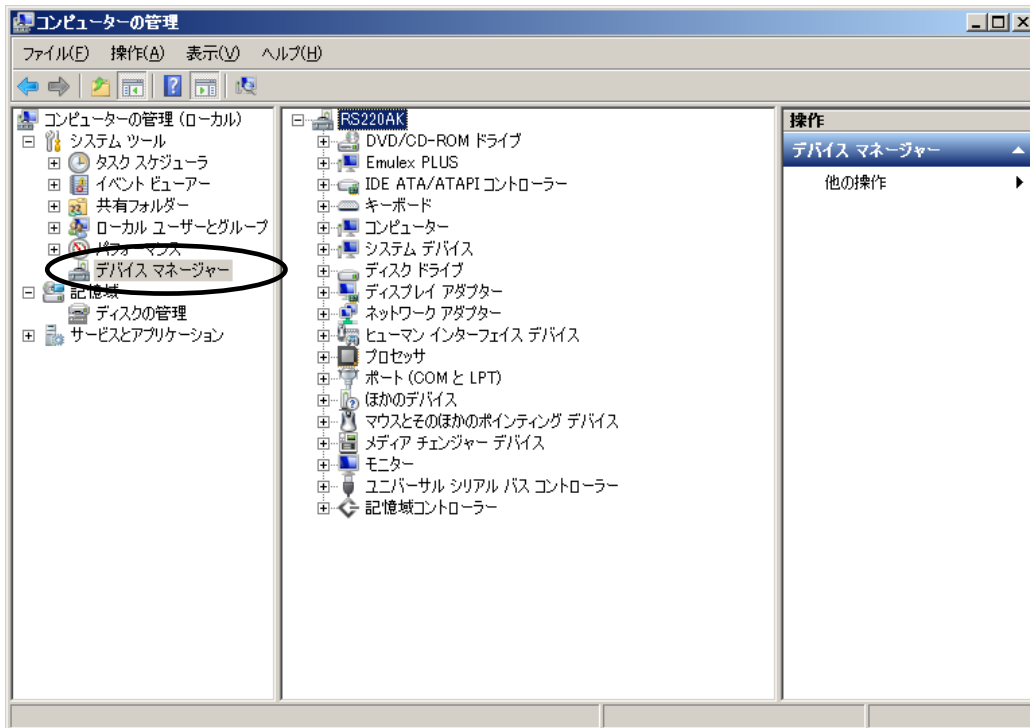 コンピューターの管理
ファイル(F) 操作(A) 表示(V) ヘルプ(H)
コンピューターの管理 (ローカル)
システム ツール
タスク スケジューラ
イベント ビューアー
共有フォルダー
ローカル ユーザーとグループ
パフォーマンス
デバイス マネージャー
記憶域
ディスクの管理
サービスとアプリケーション
RS220AK
DVD/CD-ROM ドライブ
Emulex PLUS
IDE ATA/ATAPI コントローラー
キーボード
コンピューター
システム デバイス
ディスク ドライブ
ディスプレイ アダプター
ネットワーク アダプター
ヒューマン インターフェイス デバイス
プロセッサ
ポート (COM と LPT)
ほかのデバイス
マウスとそのほかのポインティング デバイス
メディア チェンジャー デバイス
モニター
ユニバーサル シリアル バス コントローラー
記憶域コントローラー
操作
デバイス マネージャー
他の操作